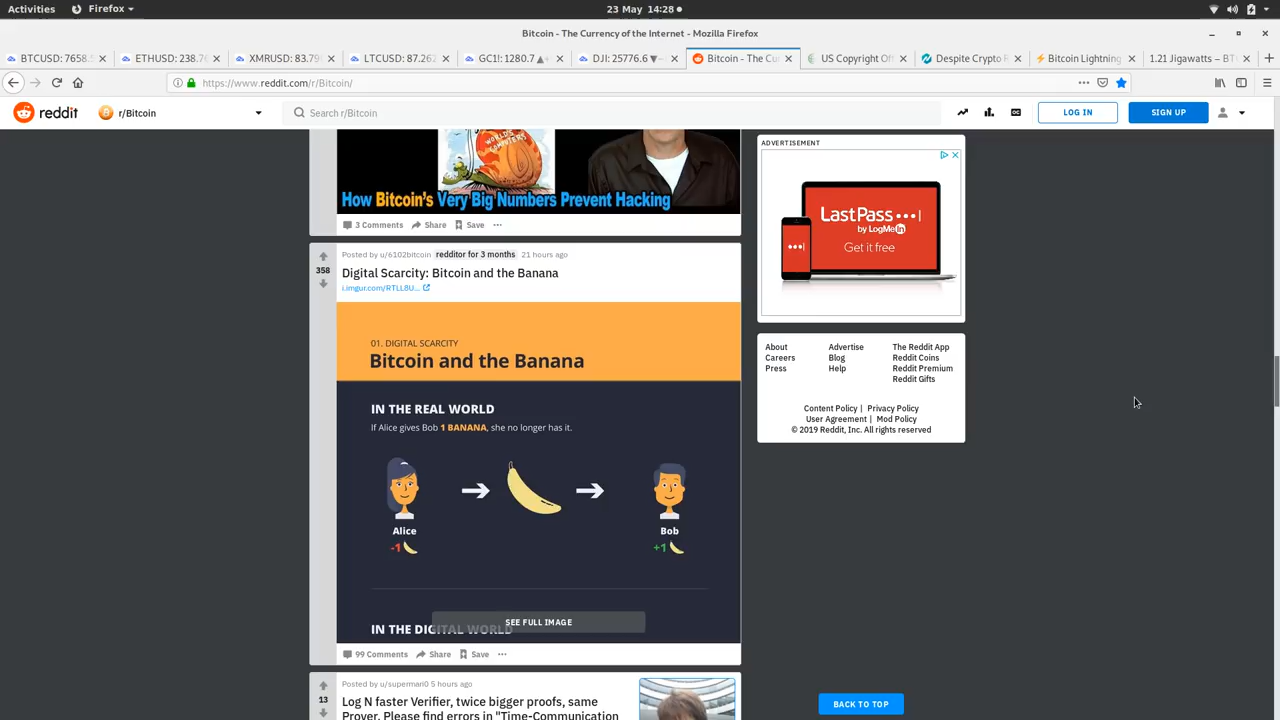 Activities
Firefox
23 May 14:28
Bitcoin - The Currency of the Internet - Mozilla Firefox
BTCUSD: 7658.
ETHUSD: 238.
XMRUSD: 83.79
LTCUSD: 87.262
GC1!: 1280.7
DJI: 25776.6
Bitcoin - The Cu
US Copyright Of
Despite Crypto
Bitcoin Lightning
1.21 Jigawatts – BT
https://www.reddit.com/r/Bitcoin/
reddit
r/Bitcoin
Search r/Bitcoin
LOG IN
SIGN UP
WORLDS
COMPUTERS
How Bitcoin's Very Big Numbers Prevent Hacking
3 Comments
Share
Save
358
Posted by u/6102bitcoin redditor for 3 months 21 hours ago
Digital Scarcity: Bitcoin and the Banana
i.imgur.com/RTLL8U...
01. DIGITAL SCARCITY
Bitcoin and the Banana
IN THE REAL WORLD
If Alice gives Bob 1 BANANA, she no longer has it.
Alice
-1
Bob
+1
IN THE DIGITAL WORLD
SEE FULL IMAGE
99 Comments
Share
Save
13
Posted by u/supermari0 5 hours ago
Log N faster Verifier, twice bigger proofs, same
Prover. Please find errors in "Time-Communication
ADVERTISEMENT
LastPass
by LogMeIn
Get it free
About
Careers
Press
Advertise
Blog
Help
The Reddit App
Reddit Coins
Reddit Premium
Reddit Gifts
Content Policy | Privacy Policy
User Agreement | Mod Policy
© 2019 Reddit, Inc. All rights reserved
BACK TO TOP